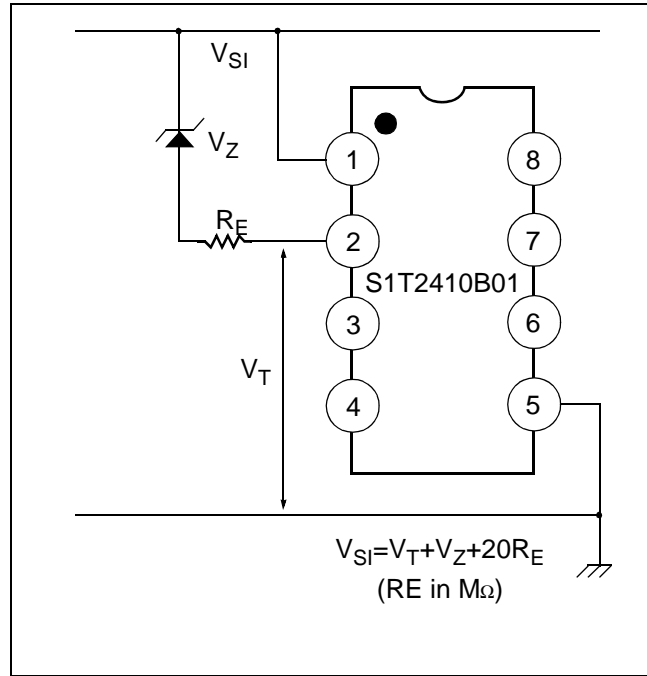 V_SI
V_Z
1
8
R_E
2
7
S1T2410B01
3
6
V_T
4
5
V_SI=V_T+V_Z+20R_E
(RE in MΩ)